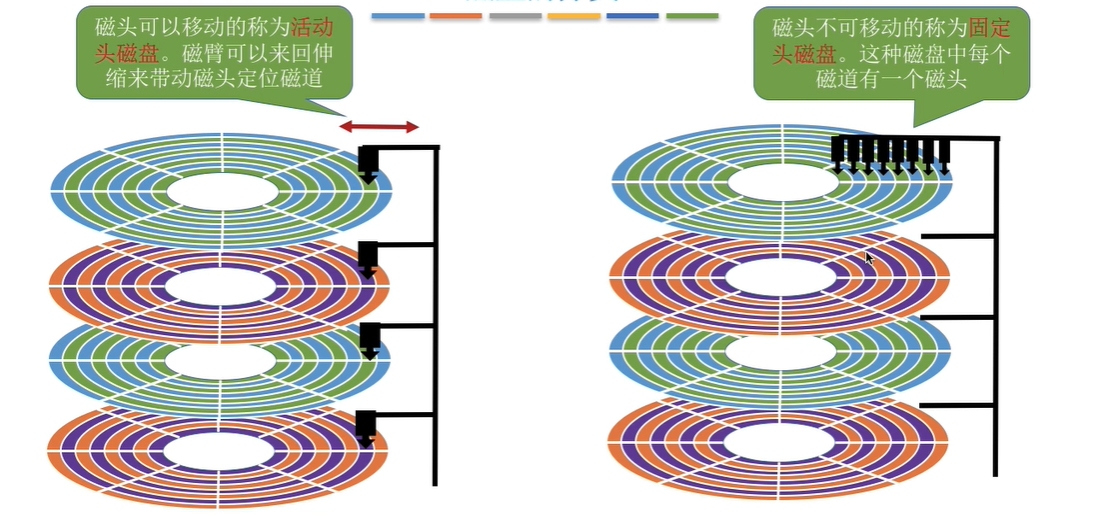 磁头可以移动的称为活动
头磁盘。磁臂可以来回伸
缩来带动磁头定位磁道
磁头不可移动的称为固定
头磁盘。这种磁盘中每个
磁道有一个磁头